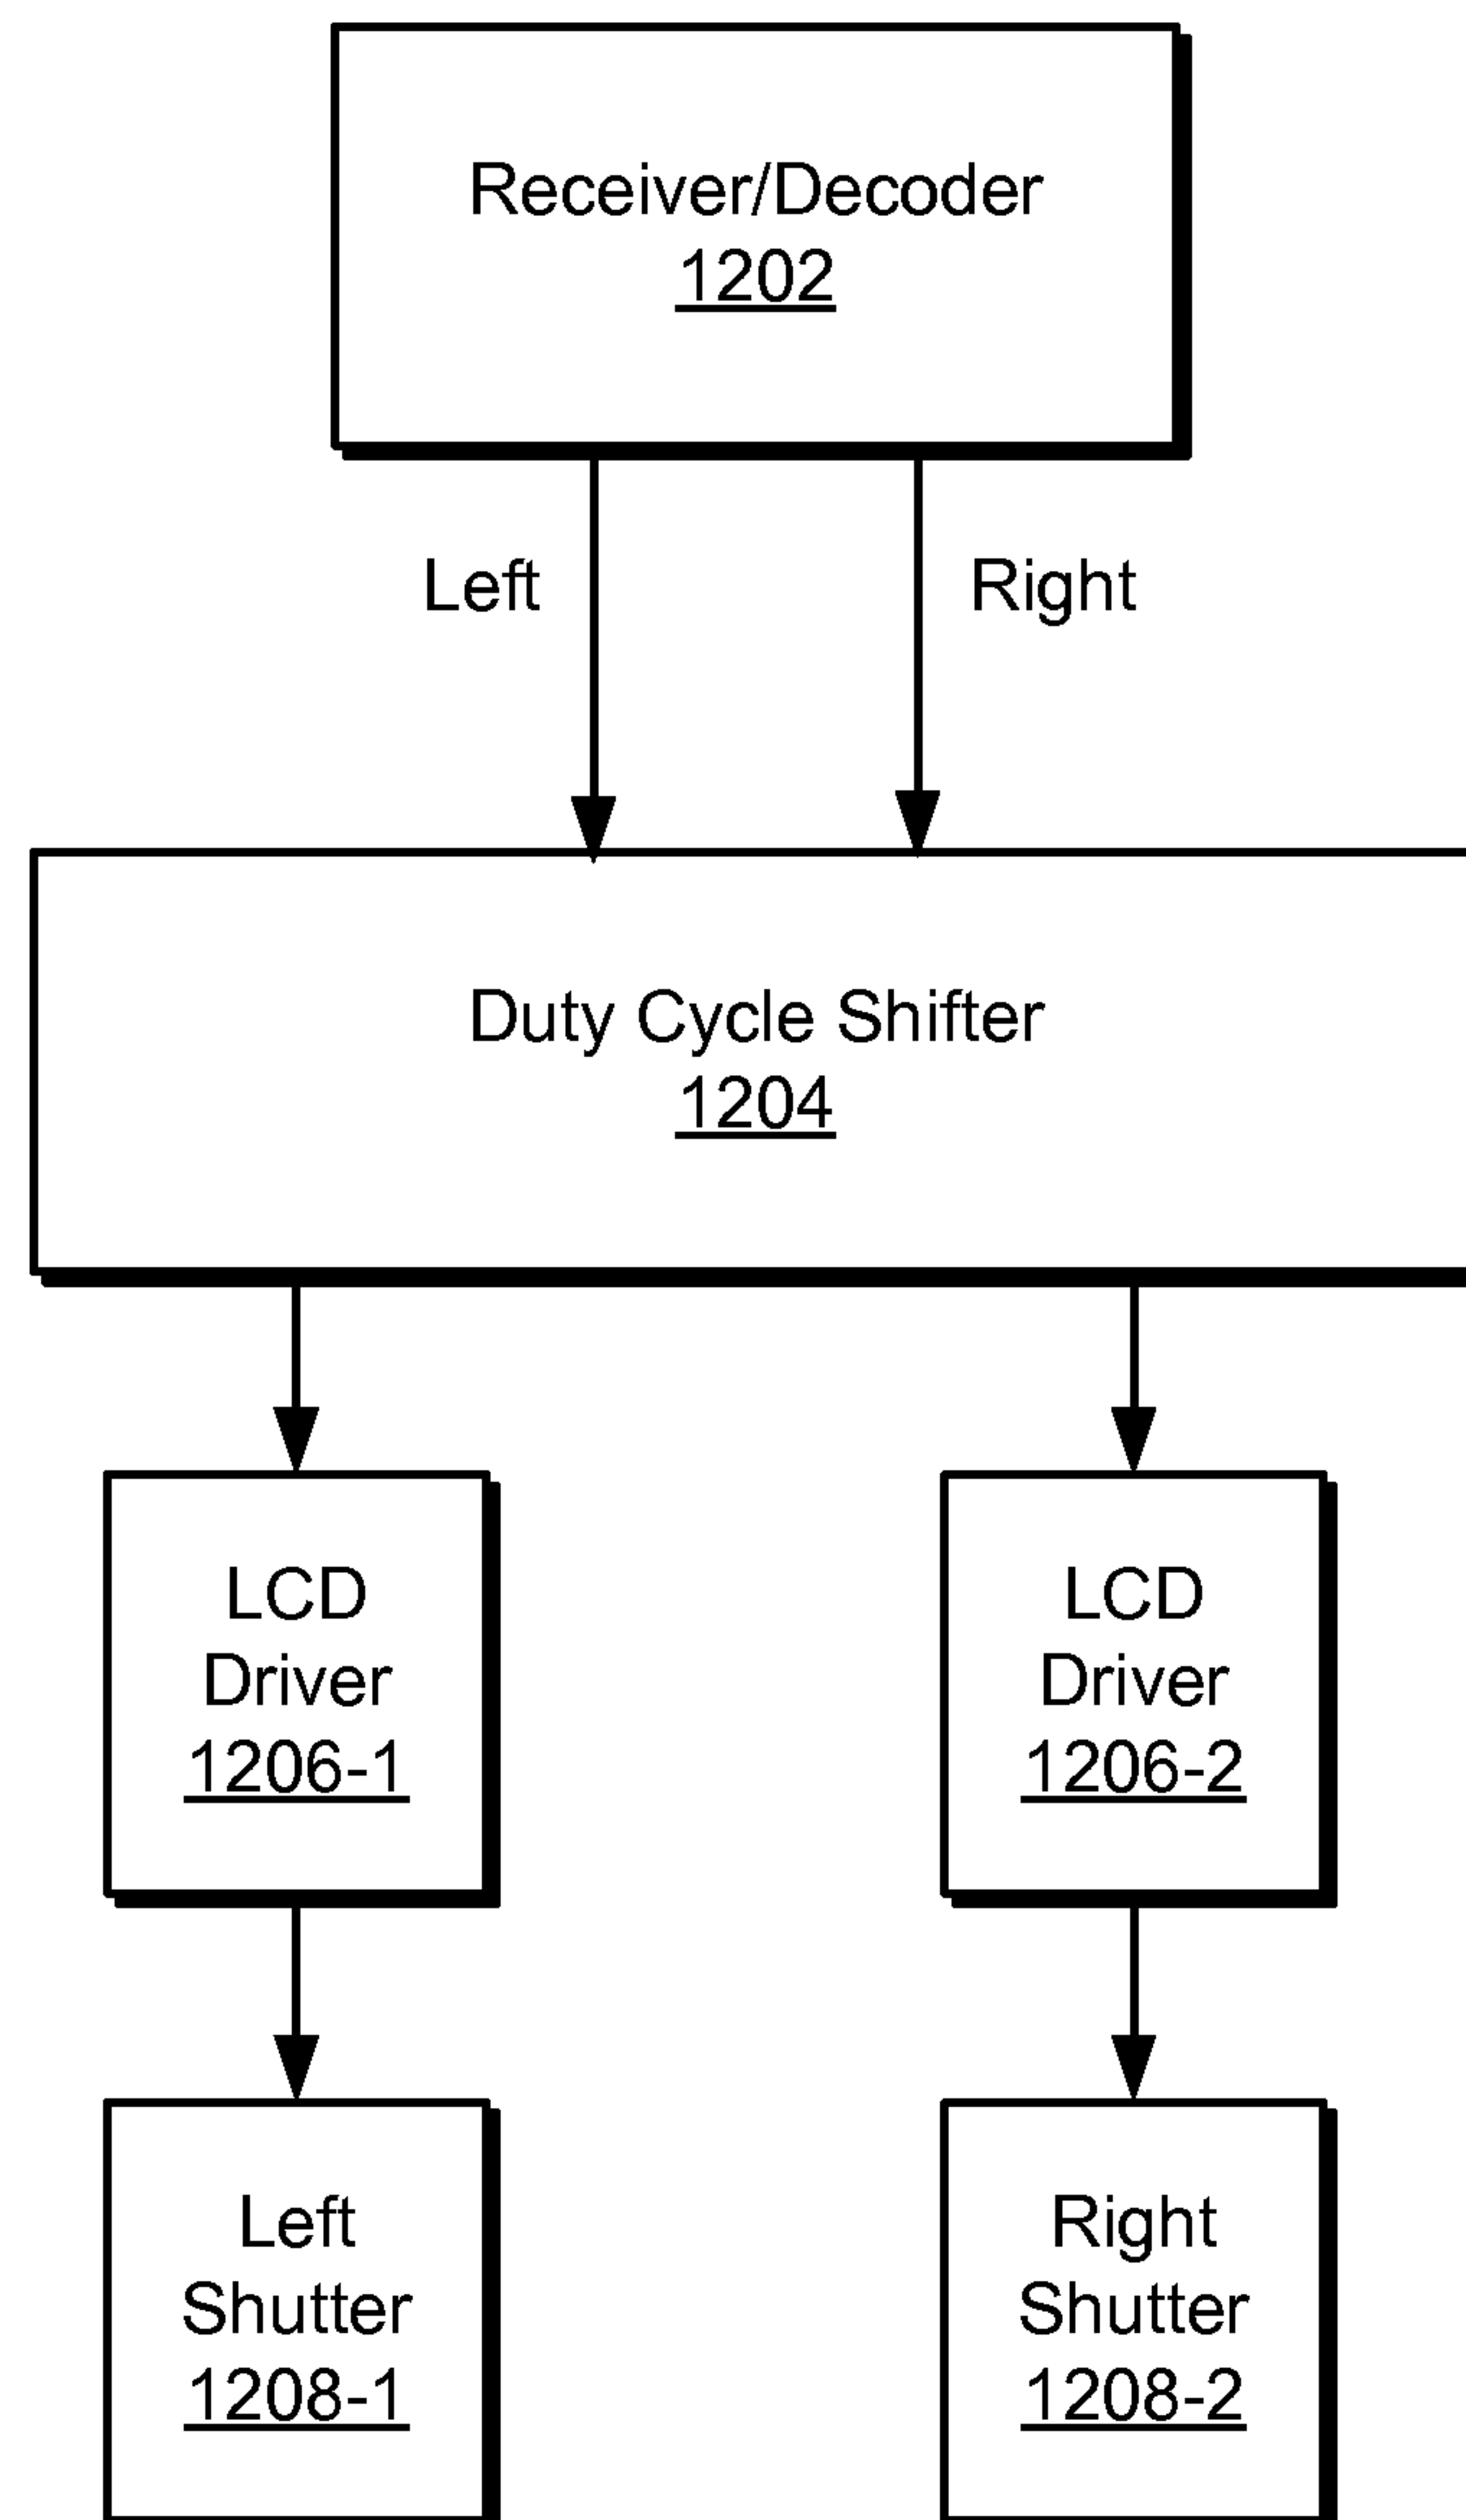 Receiver/Decoder
1202
Left
Right
Duty Cycle Shifter
1204
LCD
Driver
1206-1
LCD
Driver
1206-2
Left
Shutter
1208-1
Right
Shutter
1208-2